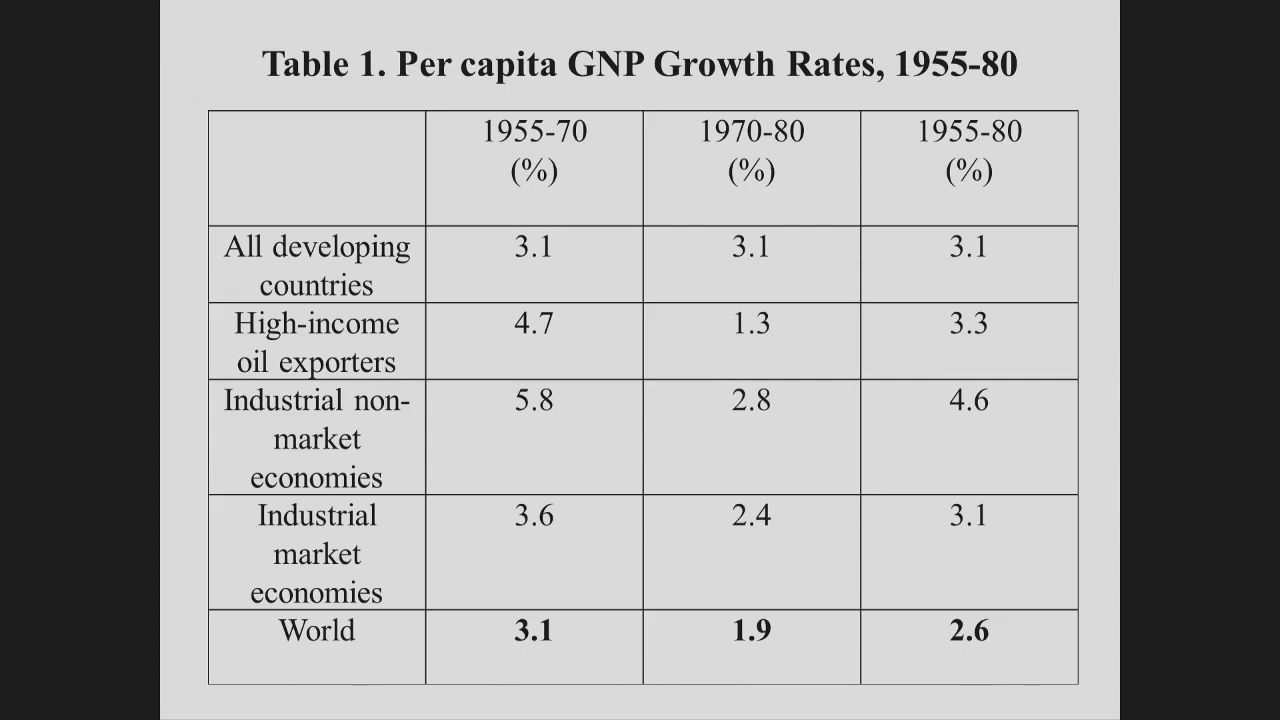 Table 1. Per capita GNP Growth Rates, 1955-80
1955-70 1970-80 1955-80
(%) (%) (%)
All developing 3.1 3.1 3.1
countries
High-income 4.7 1.3 3.3
oil exporters
Industrial non- 5.8 2.8 4.6
market
economies
Industrial 3.6 2.4 3.1
market
economies
World 3.1 1.9 2.6